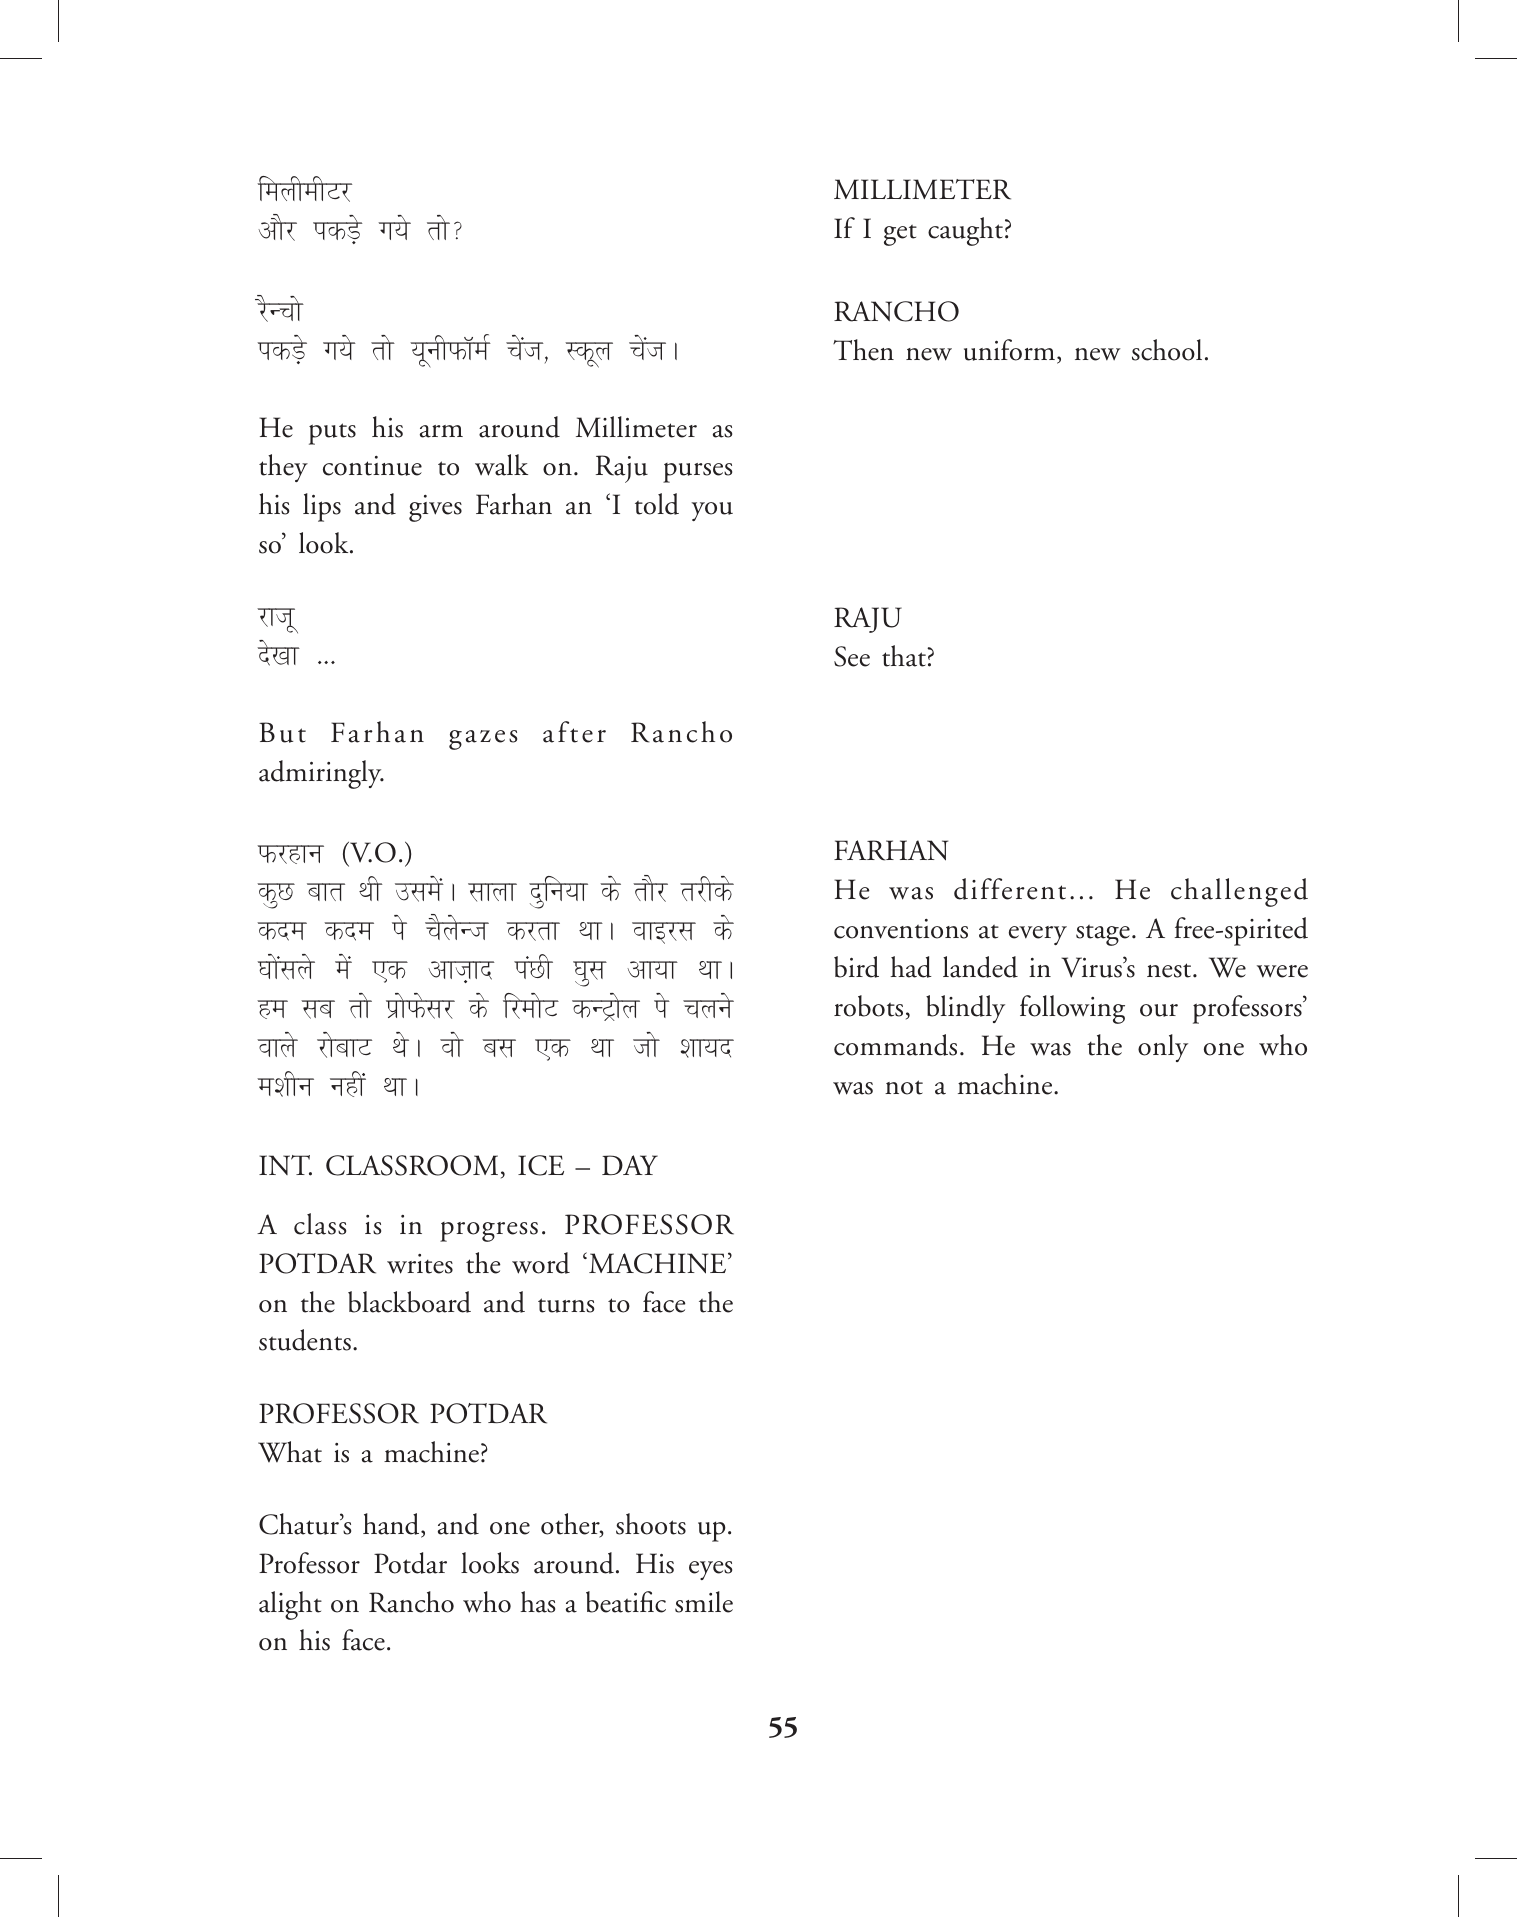 मिलीमीटर
और पकड़े गये तो?
MILLIMETER
If I get caught?
रैन्चो
पकड़े गये तो यूनीफॉर्म चेंज, स्कूल चेंज।
RANCHO
Then new uniform, new school.
He puts his arm around Millimeter as
they continue to walk on. Raju purses
his lips and gives Farhan an ‘I told you
so’ look.
राजू
देखा ...
RAJU
See that?
But Farhan gazes after Rancho
admiringly.
फरहान (V.O.)
कुछ बात थी उसमें। साला दुनिया के तौर तरीके
कदम कदम पे चैलेन्ज करता था। वाइरस के
घोंसले में एक आज़ाद पंछी घुस आया था।
हम सब तो प्रोफेसर के रिमोट कन्ट्रोल पे चलने
वाले रोबाट थे। वो बस एक था जो शायद
मशीन नहीं था।
FARHAN
He was different... He challenged
conventions at every stage. A free-spirited
bird had landed in Virus’s nest. We were
robots, blindly following our professors’
commands. He was the only one who
was not a machine.
INT. CLASSROOM, ICE – DAY
A class is in progress. PROFESSOR
POTDAR writes the word ‘MACHINE’
on the blackboard and turns to face the
students.
PROFESSOR POTDAR
What is a machine?
Chatur’s hand, and one other, shoots up.
Professor Potdar looks around. His eyes
alight on Rancho who has a beatific smile
on his face.
55